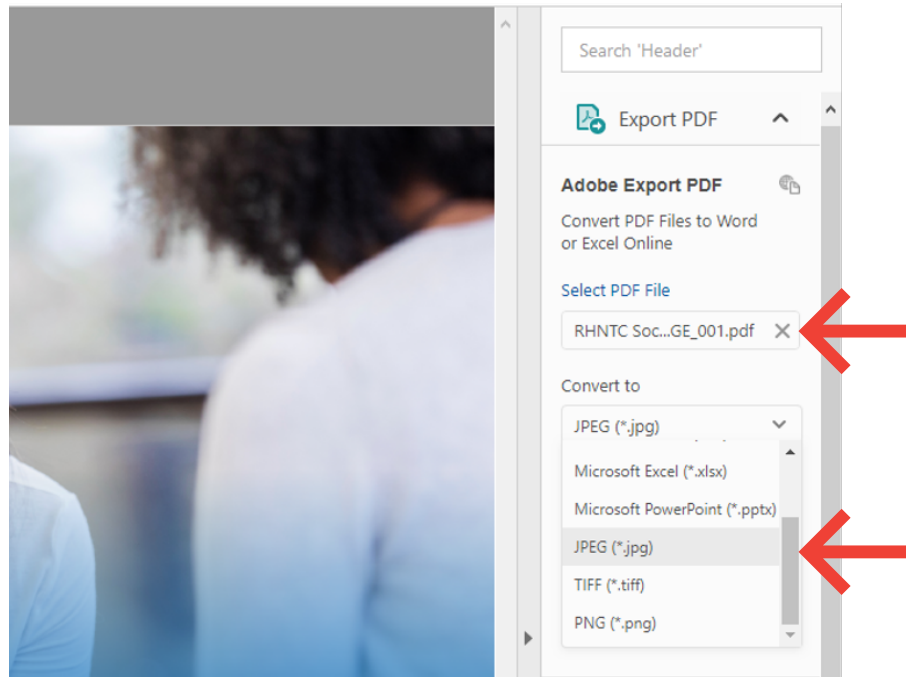 Search 'Header'
Export PDF
Adobe Export PDF
Convert PDF Files to Word
or Excel Online
Select PDF File
RHNTC Soc...GE_001.pdf
Convert to
JPEG (*.jpg)
Microsoft Excel (*.xlsx)
Microsoft PowerPoint (*.pptx)
JPEG (*.jpg)
TIFF (*.tiff)
PNG (*.png)